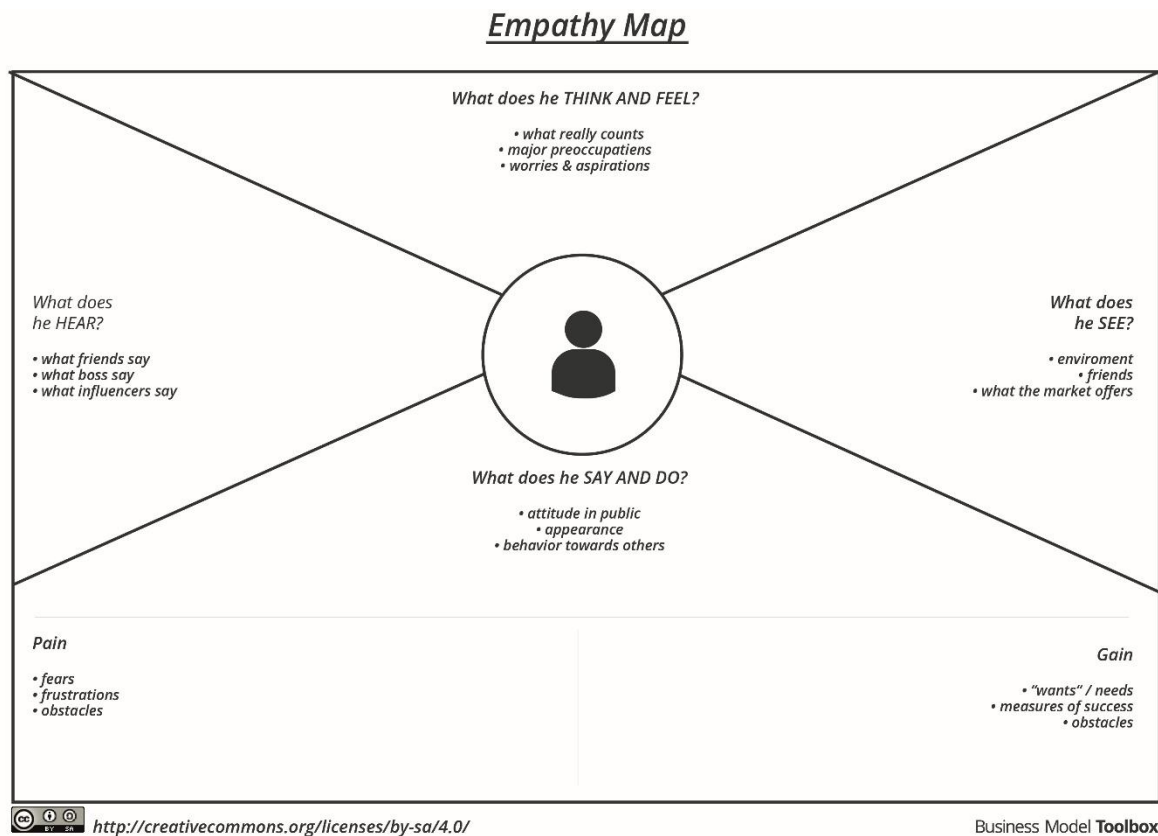 Empathy Map
What does he THINK AND FEEL?
• what really counts
• major preoccupatiens
• worries & aspirations
What does
he HEAR?
• what friends say
• what boss say
• what influencers say
What does
he SEE?
• enviroment
• friends
• what the market offers
What does he SAY AND DO?
• attitude in public
• appearance
• behavior towards others
Pain
• fears
• frustrations
• obstacles
Gain
• “wants” / needs
• measures of success
• obstacles
cc BY SA
http://creativecommons.org/licenses/by-sa/4.0/
Business Model Toolbox